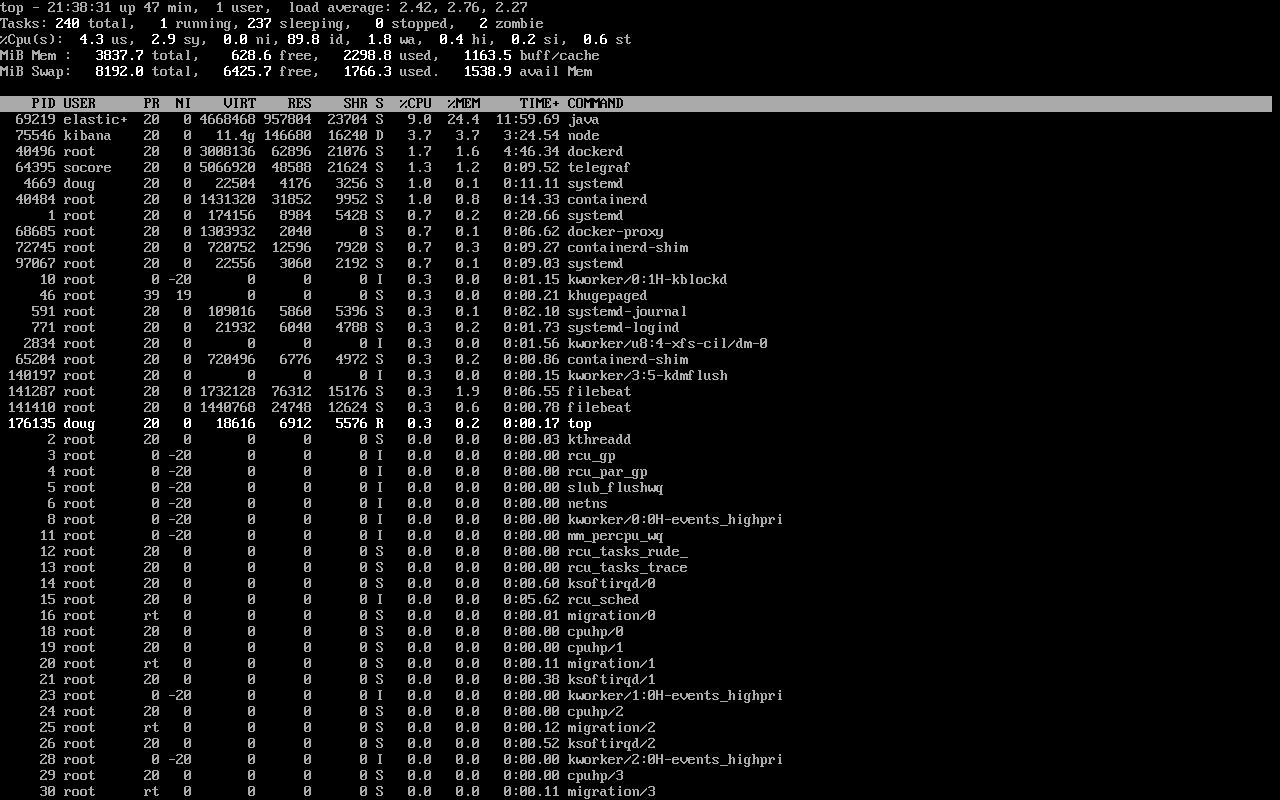 top - 21:38:31 up 47 min,  1 user,  load average: 2.42, 2.76, 2.27
Tasks: 240 total,   1 running, 237 sleeping,   0 stopped,   2 zombie
%Cpu(s):  4.3 us,  2.9 sy,  0.0 ni, 89.8 id,  1.8 wa,  0.4 hi,  0.2 si,  0.6 st
MiB Mem :   3837.7 total,    628.6 free,   2298.8 used,   1163.5 buff/cache
MiB Swap:   8192.0 total,   6425.7 free,   1766.3 used.   1538.9 avail Mem
PID USER      PR  NI    VIRT    RES    SHR S  %CPU  %MEM     TIME+ COMMAND
69219 elastic+  20   0 4668468 957804  23704 S   9.0  24.4  11:59.69 java
75546 kibana    20   0   11.4g 146680  16240 D   3.7   3.7   3:24.54 node
40496 root      20   0 3008136  62896  21076 S   1.7   1.6   4:46.34 dockerd
64395 socore    20   0 5066920  48588  21624 S   1.3   1.2   0:09.52 telegraf
4669 doug      20   0   22504   4176   3256 S   1.0   0.1   0:11.11 systemd
40484 root      20   0 1431320  31852   9952 S   1.0   0.8   0:14.33 containerd
1 root      20   0  174156   8984   5428 S   0.7   0.2   0:20.66 systemd
68685 root      20   0 1303932   2040      0 S   0.7   0.1   0:06.62 docker-proxy
72745 root      20   0  720752  12596   7920 S   0.7   0.3   0:09.27 containerd-shim
97067 root      20   0   22556   3060   2192 S   0.7   0.1   0:09.03 systemd
10 root       0 -20       0      0      0 I   0.3   0.0   0:01.15 kworker/0:1H-kblockd
46 root      39  19       0      0      0 S   0.3   0.0   0:00.21 khugepaged
591 root      20   0  109016   5860   5396 S   0.3   0.1   0:02.10 systemd-journal
771 root      20   0   21932   6040   4788 S   0.3   0.2   0:01.73 systemd-logind
2834 root      20   0       0      0      0 I   0.3   0.0   0:01.56 kworker/u8:4-xfs-cil/dm-0
65204 root      20   0  720496   6776   4972 S   0.3   0.2   0:00.86 containerd-shim
140197 root      20   0       0      0      0 I   0.3   0.0   0:00.15 kworker/3:5-kdmflush
141287 root      20   0 1732128  76312  15176 S   0.3   1.9   0:06.55 filebeat
141410 root      20   0 1440768  24748  12624 S   0.3   0.6   0:00.78 filebeat
176135 doug      20   0   18616   6912   5576 R   0.3   0.2   0:00.17 top
2 root      20   0       0      0      0 S   0.0   0.0   0:00.03 kthreadd
3 root       0 -20       0      0      0 I   0.0   0.0   0:00.00 rcu_gp
4 root       0 -20       0      0      0 I   0.0   0.0   0:00.00 rcu_par_gp
5 root       0 -20       0      0      0 I   0.0   0.0   0:00.00 slub_flushwq
6 root       0 -20       0      0      0 I   0.0   0.0   0:00.00 netns
8 root       0 -20       0      0      0 I   0.0   0.0   0:00.00 kworker/0:0H-events_highpri
11 root       0 -20       0      0      0 I   0.0   0.0   0:00.00 mm_percpu_wq
12 root      20   0       0      0      0 S   0.0   0.0   0:00.00 rcu_tasks_rude_
13 root      20   0       0      0      0 S   0.0   0.0   0:00.00 rcu_tasks_trace
14 root      20   0       0      0      0 S   0.0   0.0   0:00.60 ksoftirqd/0
15 root      20   0       0      0      0 I   0.0   0.0   0:05.62 rcu_sched
16 root      rt   0       0      0      0 S   0.0   0.0   0:00.01 migration/0
18 root      20   0       0      0      0 S   0.0   0.0   0:00.00 cpuhp/0
19 root      20   0       0      0      0 S   0.0   0.0   0:00.00 cpuhp/1
20 root      rt   0       0      0      0 S   0.0   0.0   0:00.11 migration/1
21 root      20   0       0      0      0 S   0.0   0.0   0:00.38 ksoftirqd/1
23 root       0 -20       0      0      0 I   0.0   0.0   0:00.00 kworker/1:0H-events_highpri
24 root      20   0       0      0      0 S   0.0   0.0   0:00.00 cpuhp/2
25 root      rt   0       0      0      0 S   0.0   0.0   0:00.12 migration/2
26 root      20   0       0      0      0 S   0.0   0.0   0:00.52 ksoftirqd/2
28 root       0 -20       0      0      0 I   0.0   0.0   0:00.00 kworker/2:0H-events_highpri
29 root      20   0       0      0      0 S   0.0   0.0   0:00.00 cpuhp/3
30 root      rt   0       0      0      0 S   0.0   0.0   0:00.11 migration/3